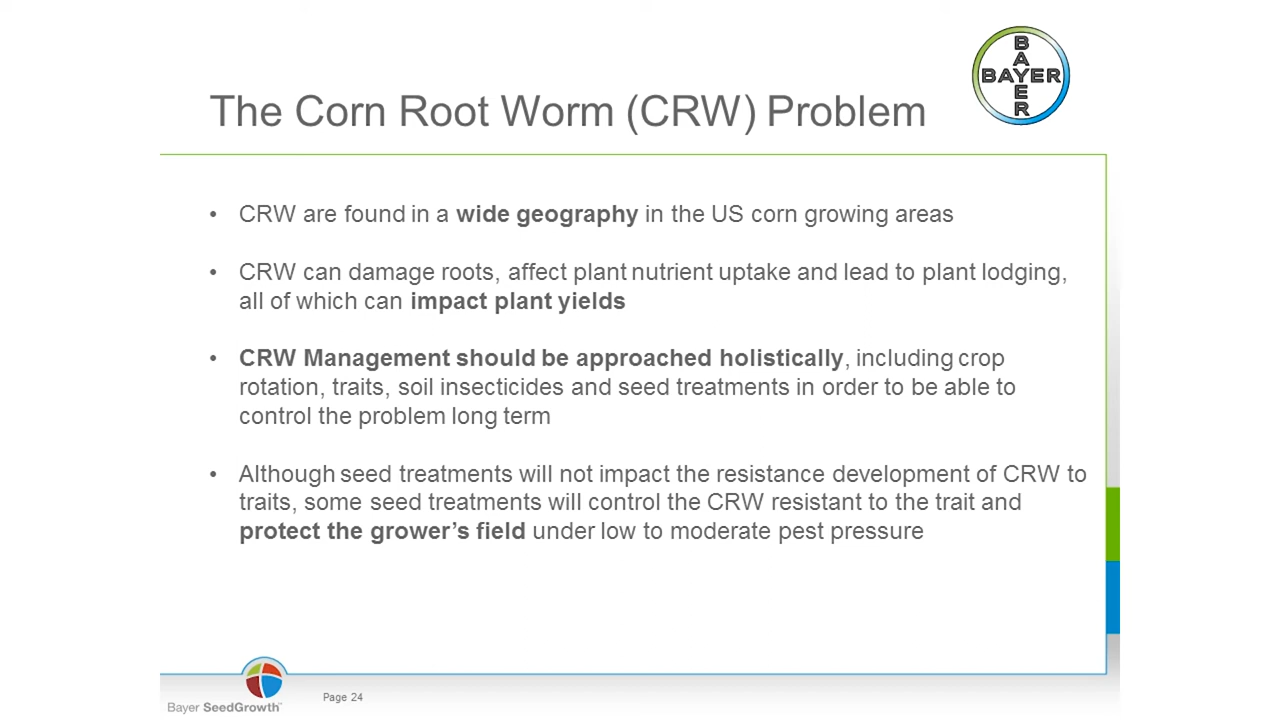 BAYER
BAYER
The Corn Root Worm (CRW) Problem
• CRW are found in a wide geography in the US corn growing areas
• CRW can damage roots, affect plant nutrient uptake and lead to plant lodging,
all of which can impact plant yields
• CRW Management should be approached holistically, including crop
rotation, traits, soil insecticides and seed treatments in order to be able to
control the problem long term
• Although seed treatments will not impact the resistance development of CRW to
traits, some seed treatments will control the CRW resistant to the trait and
protect the grower’s field under low to moderate pest pressure
Bayer SeedGrowth™
Page 24